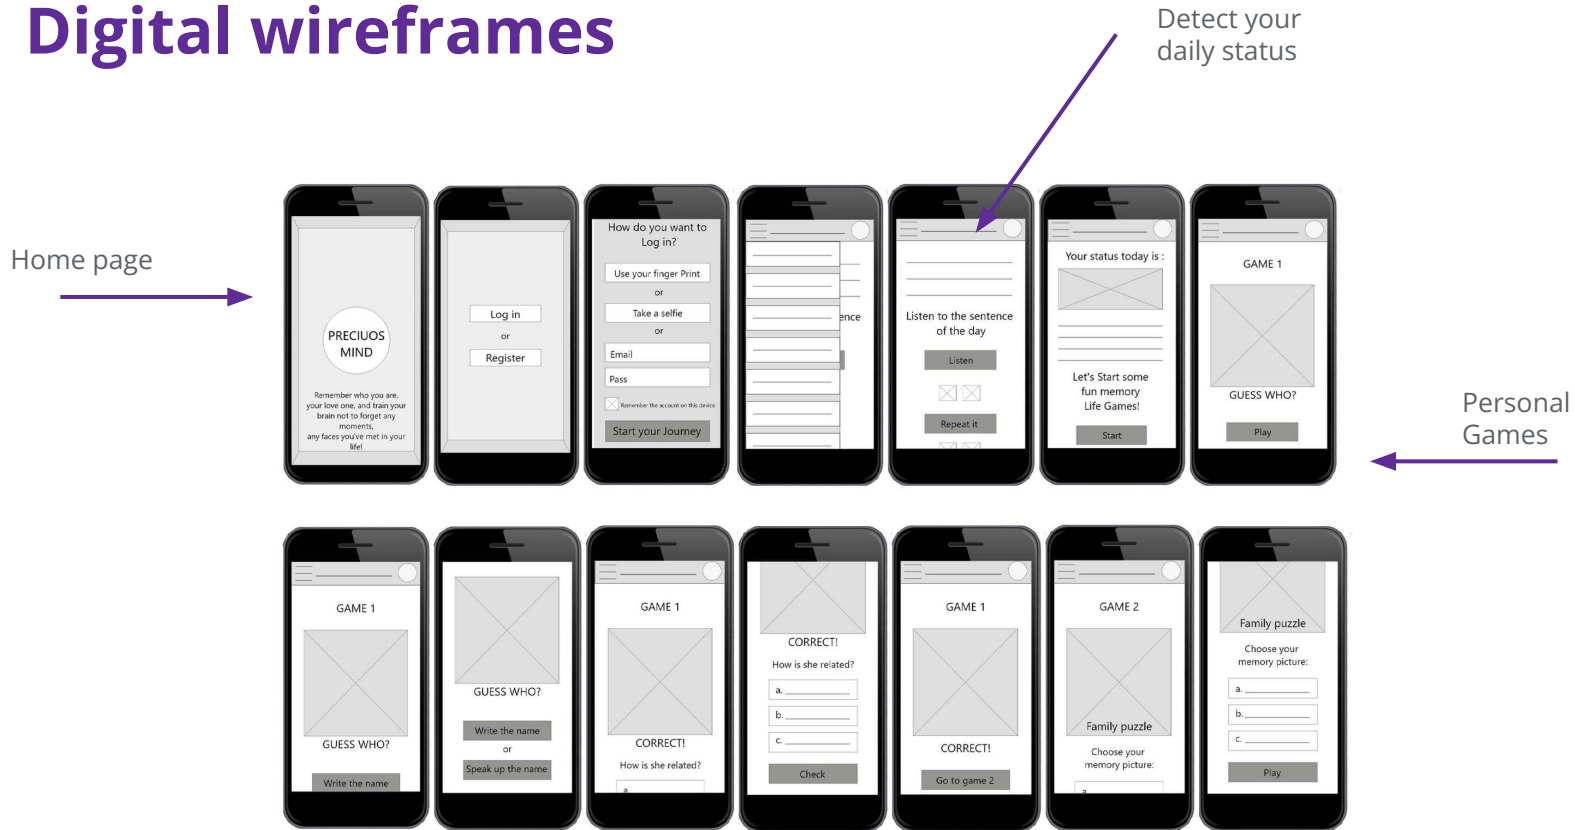 Digital wireframes
Detect your
daily status
Home page
PRECIUOS
MIND
Remember who you are,
your love one, and train your
brain not to forget any
moments,
any faces you've met in your
life!
Log in
or
Register
How do you want to
Log in?
Use your finger Print
or
Take a selfie
or
Email
Pass
Remember the account on this device
Start your Journey
ence
Listen to the sentence
of the day
Listen
Repeat it
Your status today is :
Let's Start some
fun memory
Life Games!
Start
GAME 1
GUESS WHO?
Play
Personal
Games
GAME 1
GUESS WHO?
Write the name
GUESS WHO?
Write the name
or
Speak up the name
GAME 1
CORRECT!
How is she related?
a
CORRECT!
How is she related?
a.
b.
c.
Check
GAME 1
CORRECT!
Go to game 2
GAME 2
Family puzzle
Choose your
memory picture:
a
Family puzzle
Choose your
memory picture:
a.
b.
c.
Play